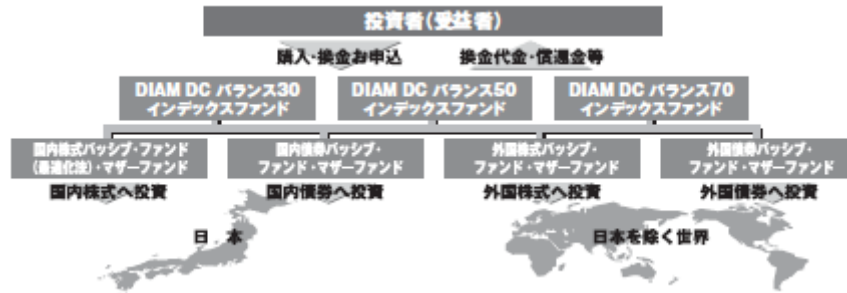 投資者(受益者)
購入・換金お申込
換金代金・償還金等
DIAM DC バランス30
インデックスファンド
DIAM DC バランス50
インデックスファンド
DIAM DC バランス70
インデックスファンド
国内株式パッシブ・ファンド
(最適化法)・マザーファンド
国内債券パッシブ・
ファンド・マザーファンド
外国株式パッシブ・
ファンド・マザーファンド
外国債券パッシブ・
ファンド・マザーファンド
国内株式へ投資
国内債券へ投資
外国株式へ投資
外国債券へ投資
日 本
日本を除く世界